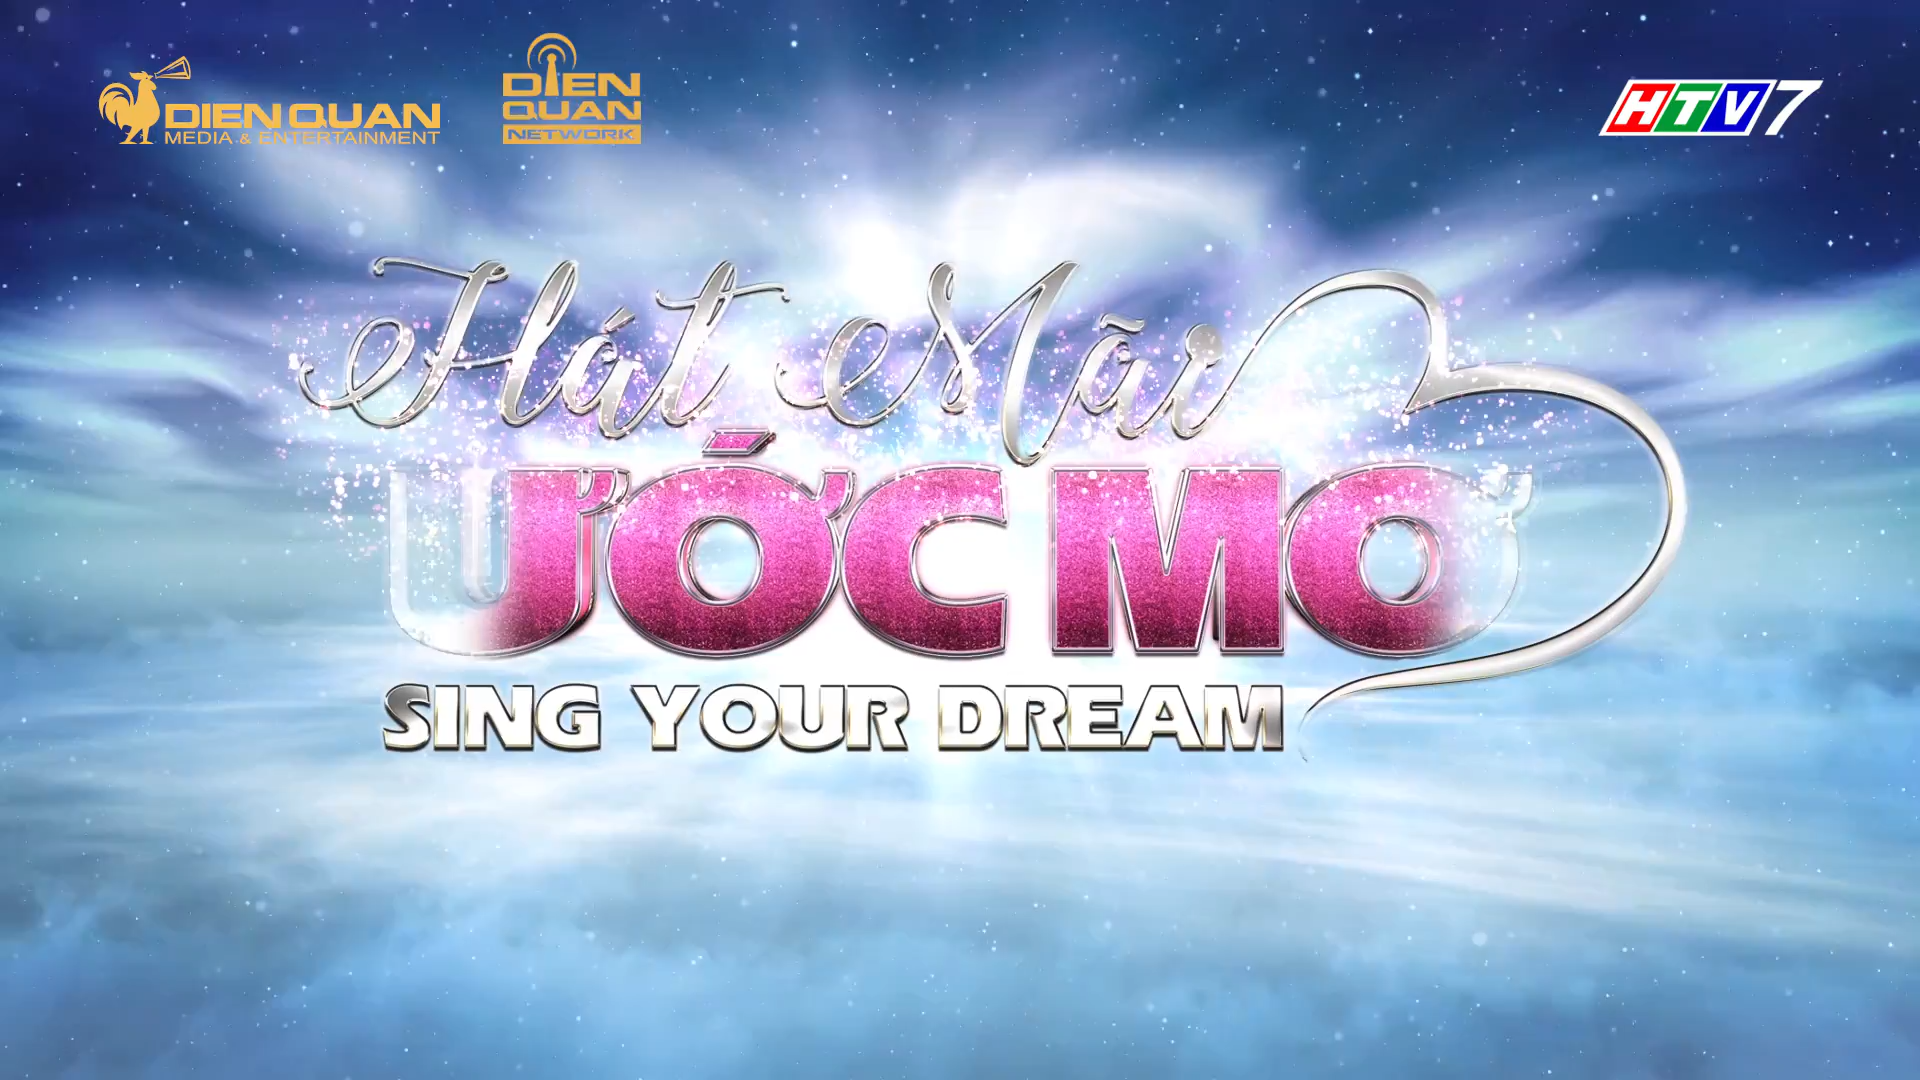 DIEN QUAN
MEDIA & ENTERTAINMENT
DIEN
QUAN
NETWORK
HTV7
Hát Mãi
ƯỚC MƠ
SING YOUR DREAM